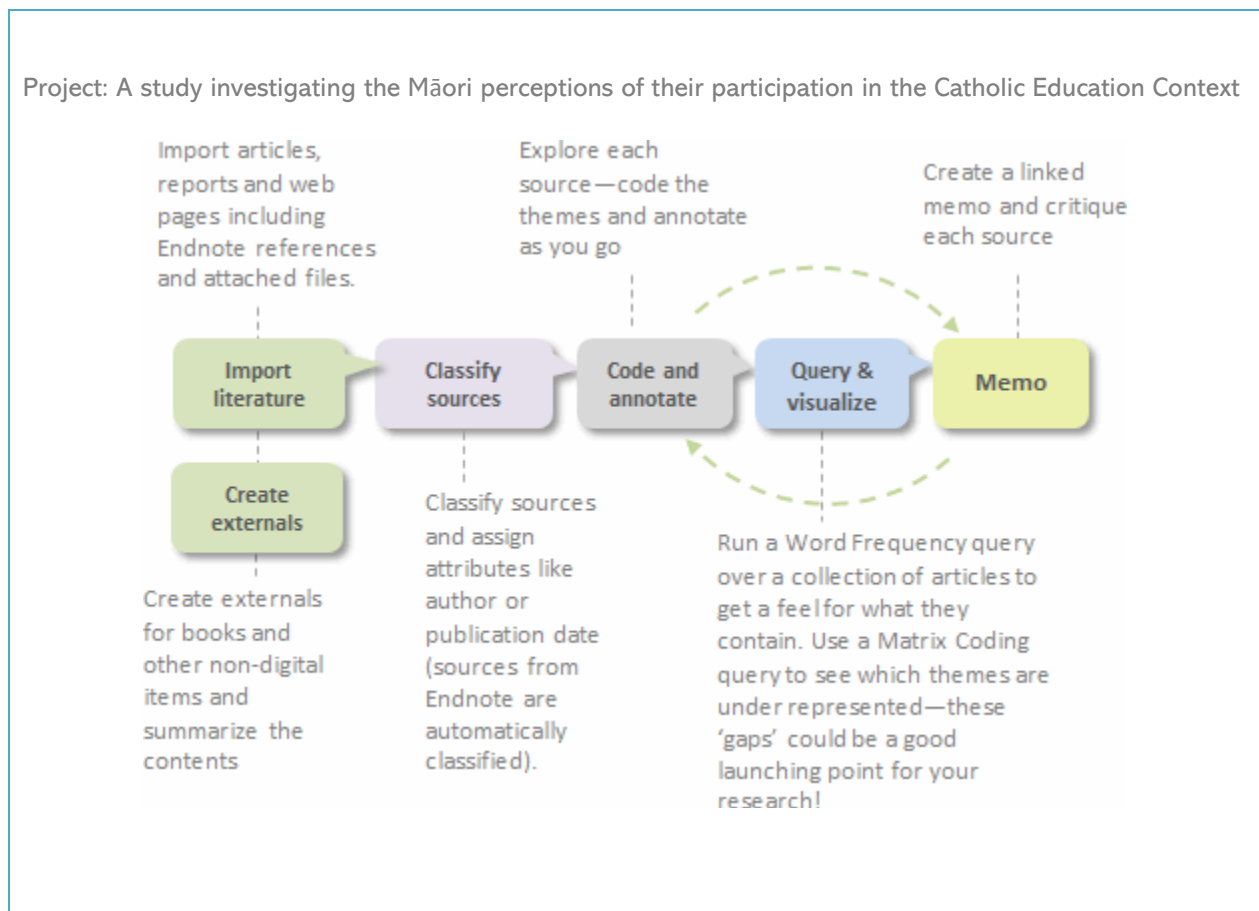 Project: A study investigating the Māori perceptions of their participation in the Catholic Education Context
Import articles,
reports and web
pages including
Endnote references
and attached files.
Explore each
source—code the
themes and annotate
as you go
Create a linked
memo and critique
each source
Import
literature
Classify
sources
Code and
annotate
Query &
visualize
Memo
Create
externals
Create externals
for books and
other non-digital
items and
summarize the
contents
Classify sources
and assign
attributes like
author or
publication date
(sources from
Endnote are
automatically
classified).
Run a Word Frequency query
over a collection of articles to
get a feel for what they
contain. Use a Matrix Coding
query to see which themes are
under represented—these
‘gaps’ could be a good
launching point for your
research!